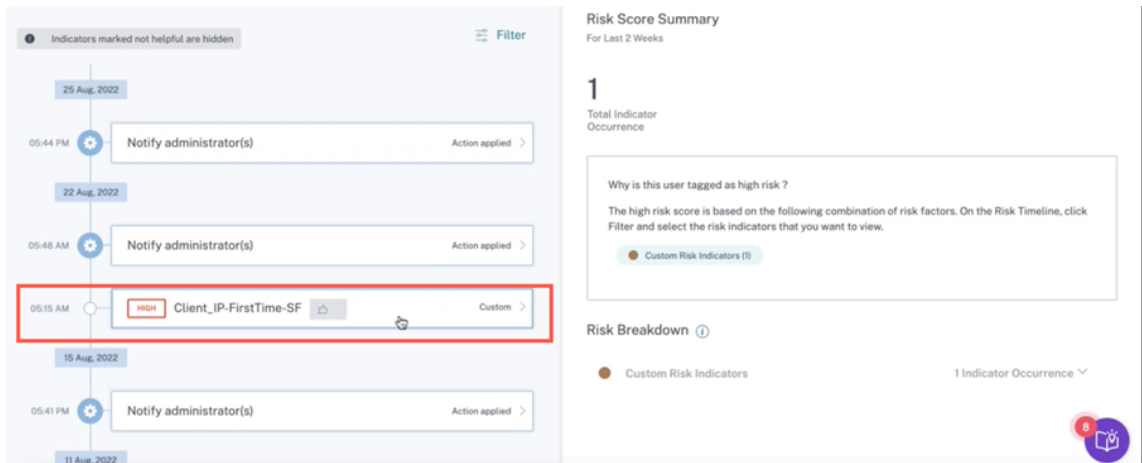 Indicators marked not helpful are hidden
Filter
25 Aug, 2022
05:44 PM
Notify administrator(s)
Action applied
22 Aug, 2022
05:48 AM
Notify administrator(s)
Action applied
05:15 AM
HIGH
Client_IP-FirstTime-SF
Custom
15 Aug, 2022
05:41 PM
Notify administrator(s)
Action applied
11 Aug, 2022
Risk Score Summary
For Last 2 Weeks
1
Total Indicator
Occurrence
Why is this user tagged as high risk ?
The high risk score is based on the following combination of risk factors. On the Risk Timeline, click
Filter and select the risk indicators that you want to view.
Custom Risk Indicators (1)
Risk Breakdown
Custom Risk Indicators
1 Indicator Occurrence
8